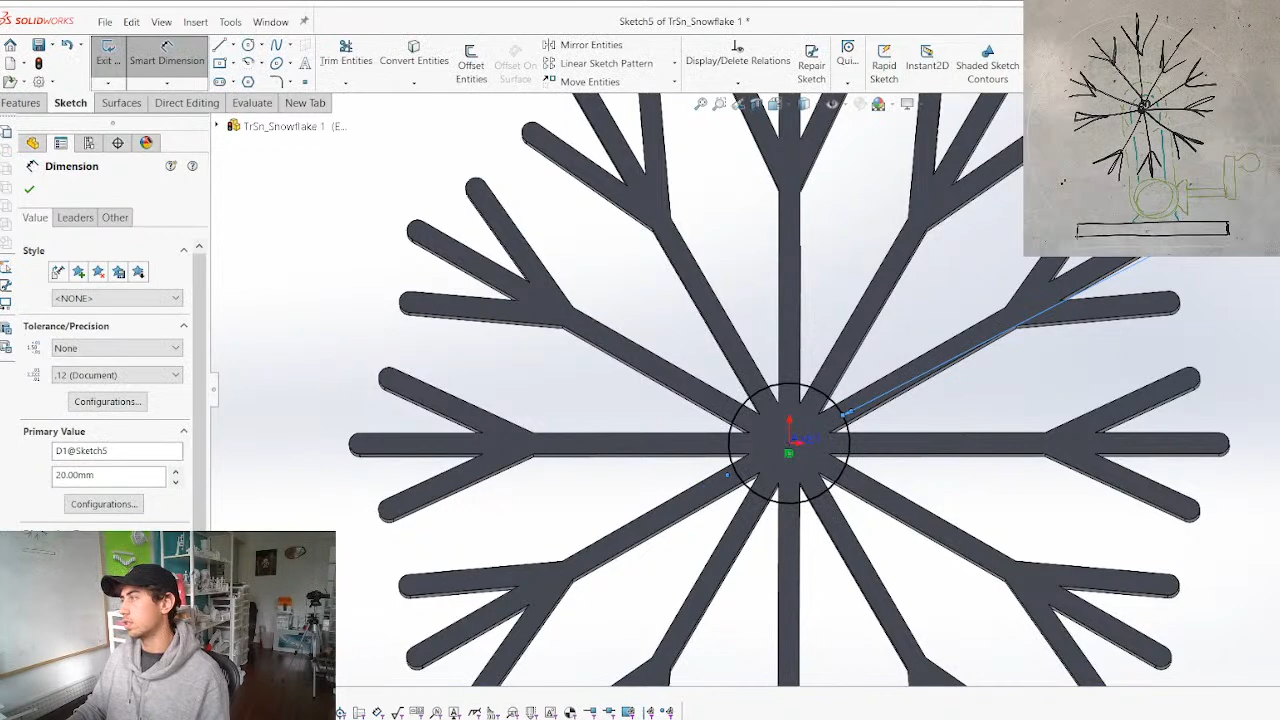 SOLIDWORKS File Edit View Insert Tools Window Sketch5 of TrSn_Snowflake 1 *
Exit ... Smart Dimension Trim Entities Convert Entities Offset Entities Offset On Surface Mirror Entities Linear Sketch Pattern Move Entities Display/Delete Relations Repair Sketch Qui... Rapid Sketch Instant2D Shaded Sketch Contours
Features Sketch Surfaces Direct Editing Evaluate New Tab
TrSn_Snowflake 1 (E...
Dimension
Value Leaders Other
Style
<NONE>
Tolerance/Precision
None
.12 (Document)
Configurations...
Primary Value
D1@Sketch5
20.00mm
Configurations...